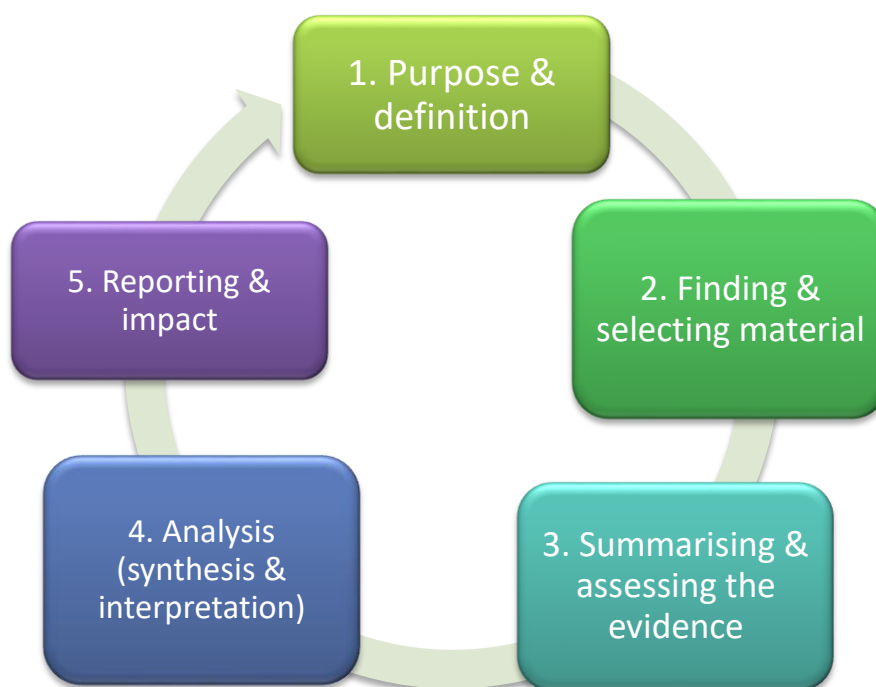 1. Purpose &
definition
2. Finding &
selecting material
3. Summarising &
assessing the
evidence
4. Analysis
(synthesis &
interpretation)
5. Reporting &
impact